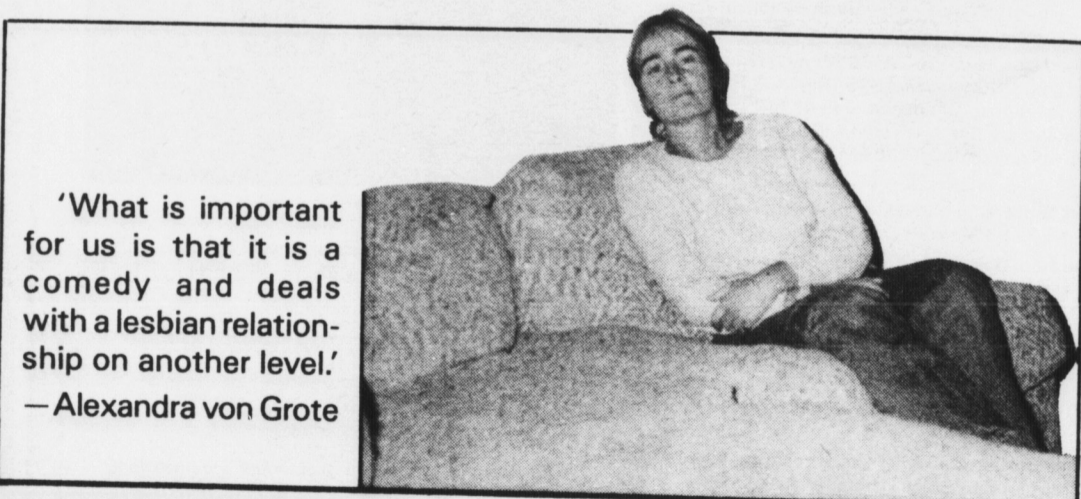 ‘What is important
for us is that it is a
comedy and deals
with a lesbian relation-
ship on another level.’
— Alexandra von Grote